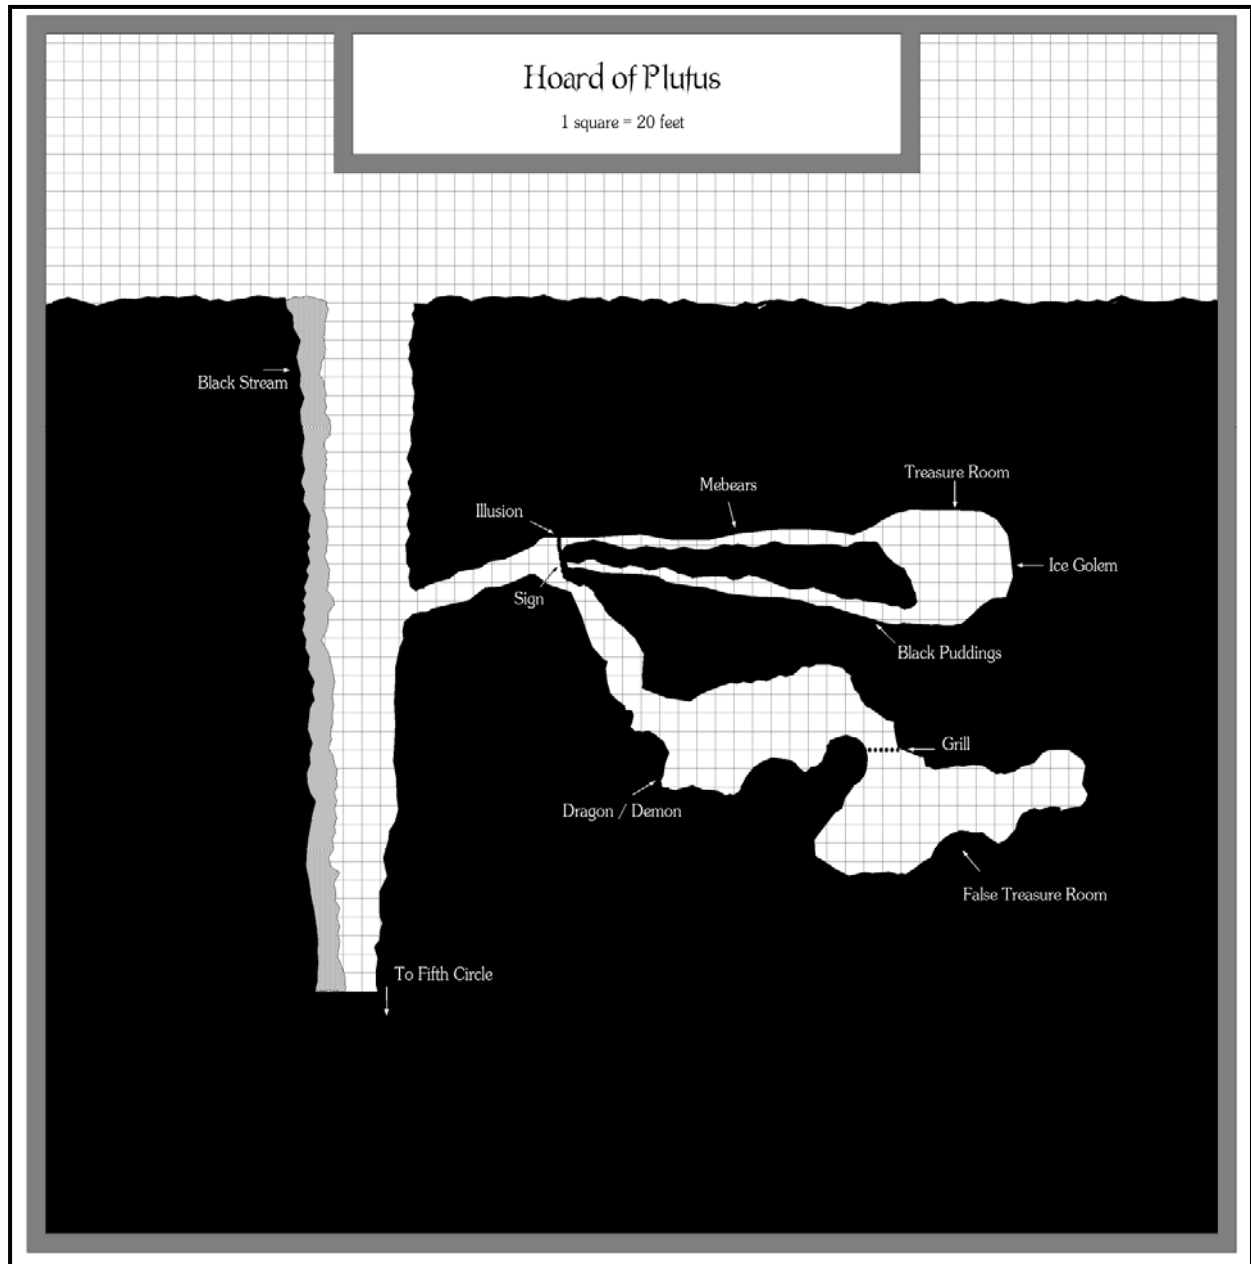 Hoard of Plutus
1 square = 20 feet
Black Stream
Treasure Room
Mebears
Illusion
Ice Golem
Sign
Black Puddings
Grill
Dragon / Demon
False Treasure Room
To Fifth Circle